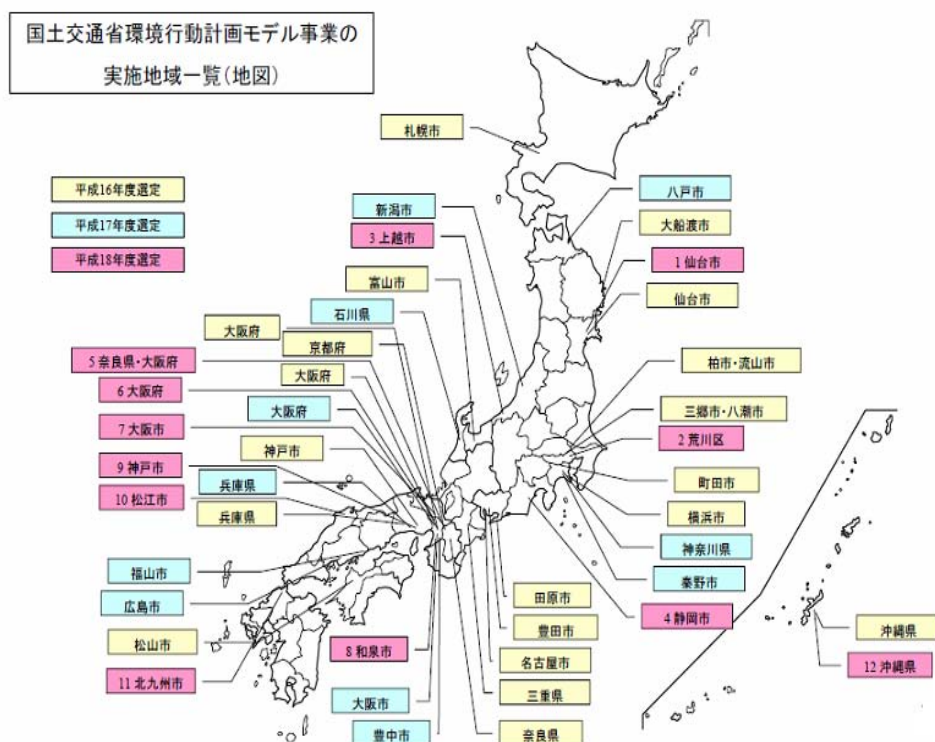 国土交通省環境行動計画モデル事業の
実施地域一覧(地図)
平成16年度選定
平成17年度選定
平成18年度選定
札幌市
新潟市
3 上越市
富山市
石川県
大阪府
京都府
5 奈良県・大阪府
大阪府
6 大阪府
大阪府
7 大阪市
神戸市
9 神戸市
兵庫県
10 松江市
兵庫県
福山市
広島市
松山市
11 北九州市
8 和泉市
大阪市
豊中市
八戸市
大船渡市
1 仙台市
仙台市
柏市・流山市
三郷市・八潮市
2 荒川区
町田市
横浜市
神奈川県
秦野市
4 静岡市
田原市
豊田市
名古屋市
三重県
奈良県
沖縄県
12 沖縄県